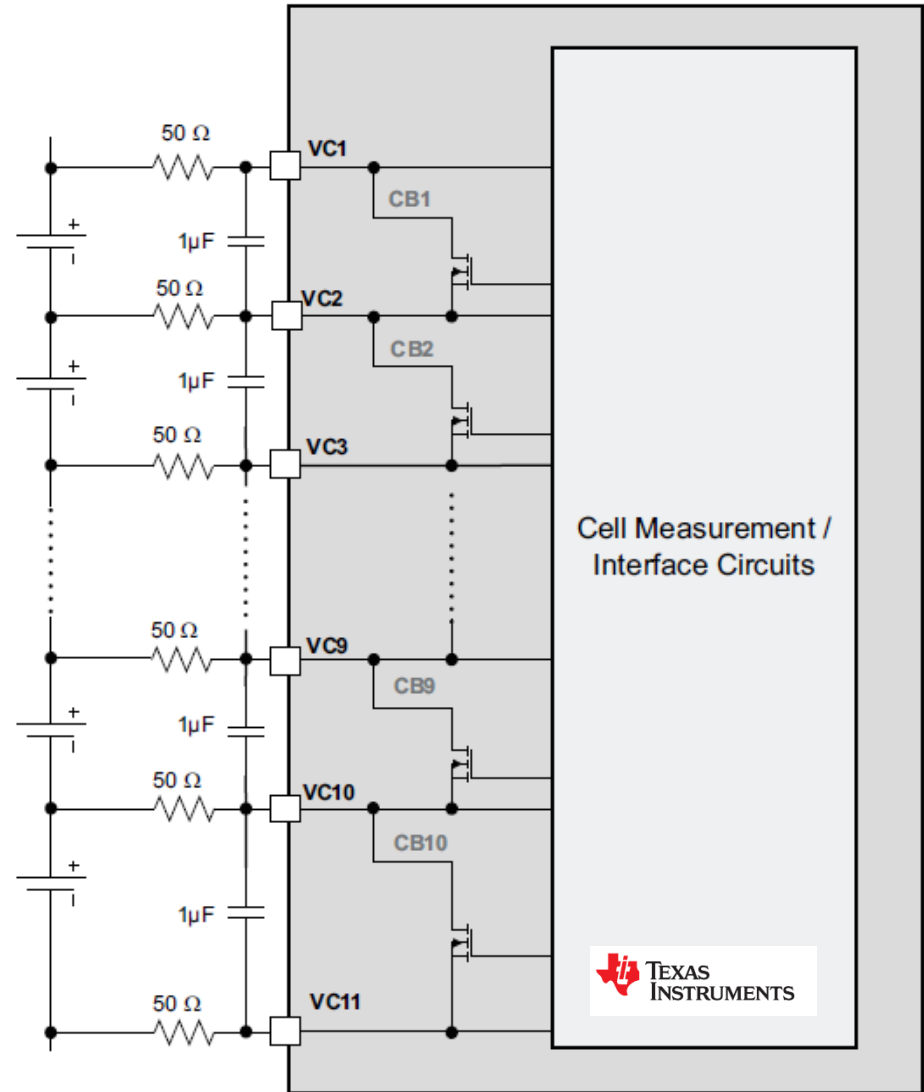 50 Ω
VC1
CB1
+
1µF
50 Ω
VC2
CB2
+
1µF
50 Ω
VC3
Cell Measurement /
Interface Circuits
50 Ω
VC9
CB9
+
1µF
50 Ω
VC10
CB10
+
1µF
TEXAS
INSTRUMENTS
50 Ω
VC11